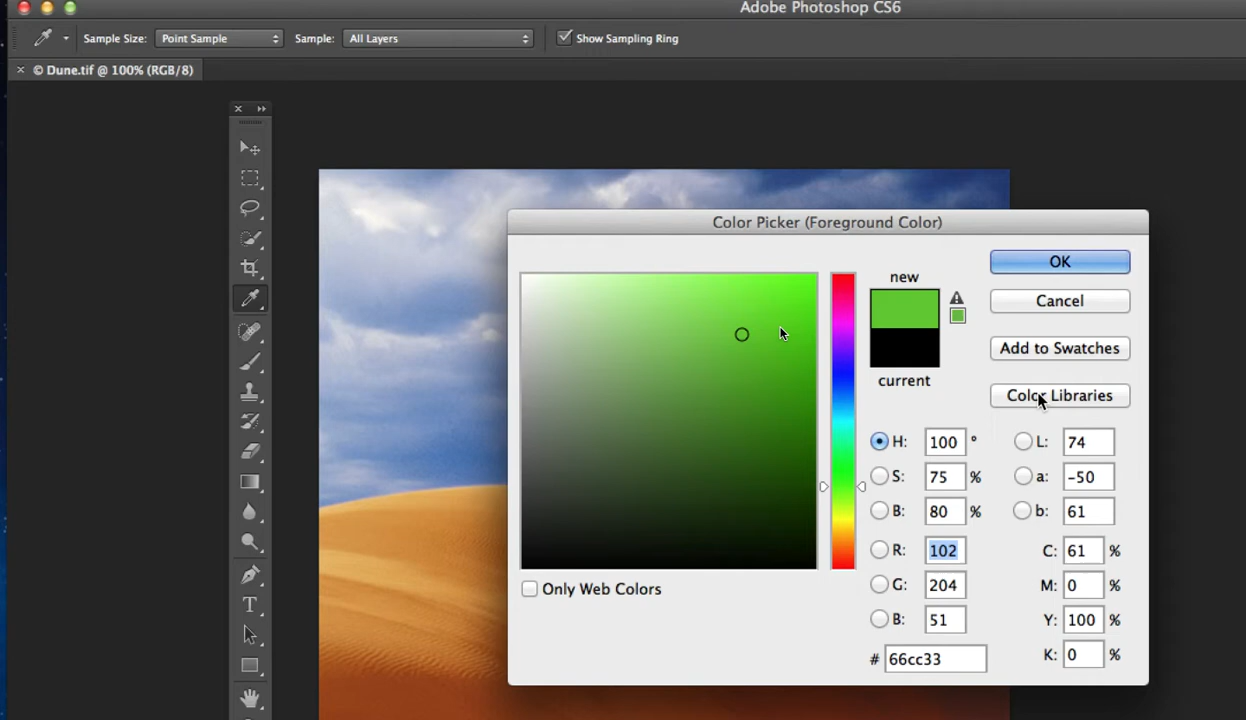 Adobe Photoshop CS6
Sample Size: Point Sample Sample: All Layers Show Sampling Ring
© Dune.tif @ 100% (RGB/8)
Color Picker (Foreground Color)
new
current
OK
Cancel
Add to Swatches
Color Libraries
H: 100 ° L: 74
S: 75 % a: -50
B: 80 % b: 61
R: 102 C: 61 %
G: 204 M: 0 %
B: 51 Y: 100 %
# 66cc33 K: 0 %
Only Web Colors